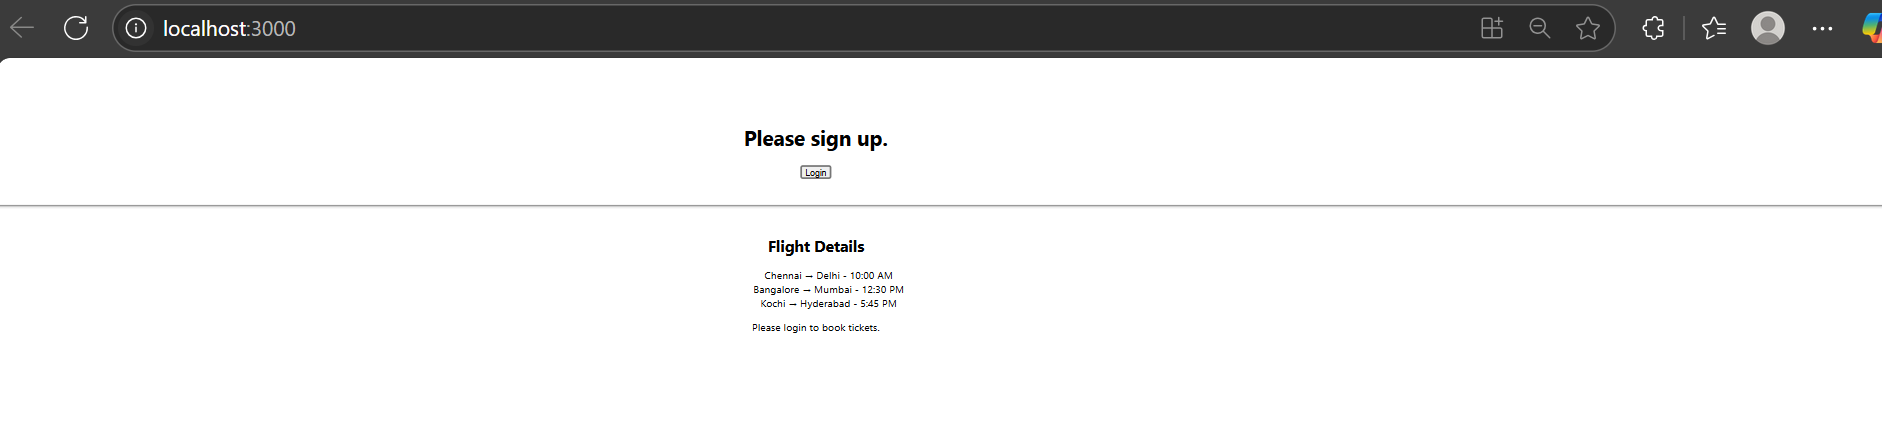 localhost:3000
Please sign up.
Login
Flight Details
Chennai → Delhi - 10:00 AM
Bangalore → Mumbai - 12:30 PM
Kochi → Hyderabad - 5:45 PM
Please login to book tickets.